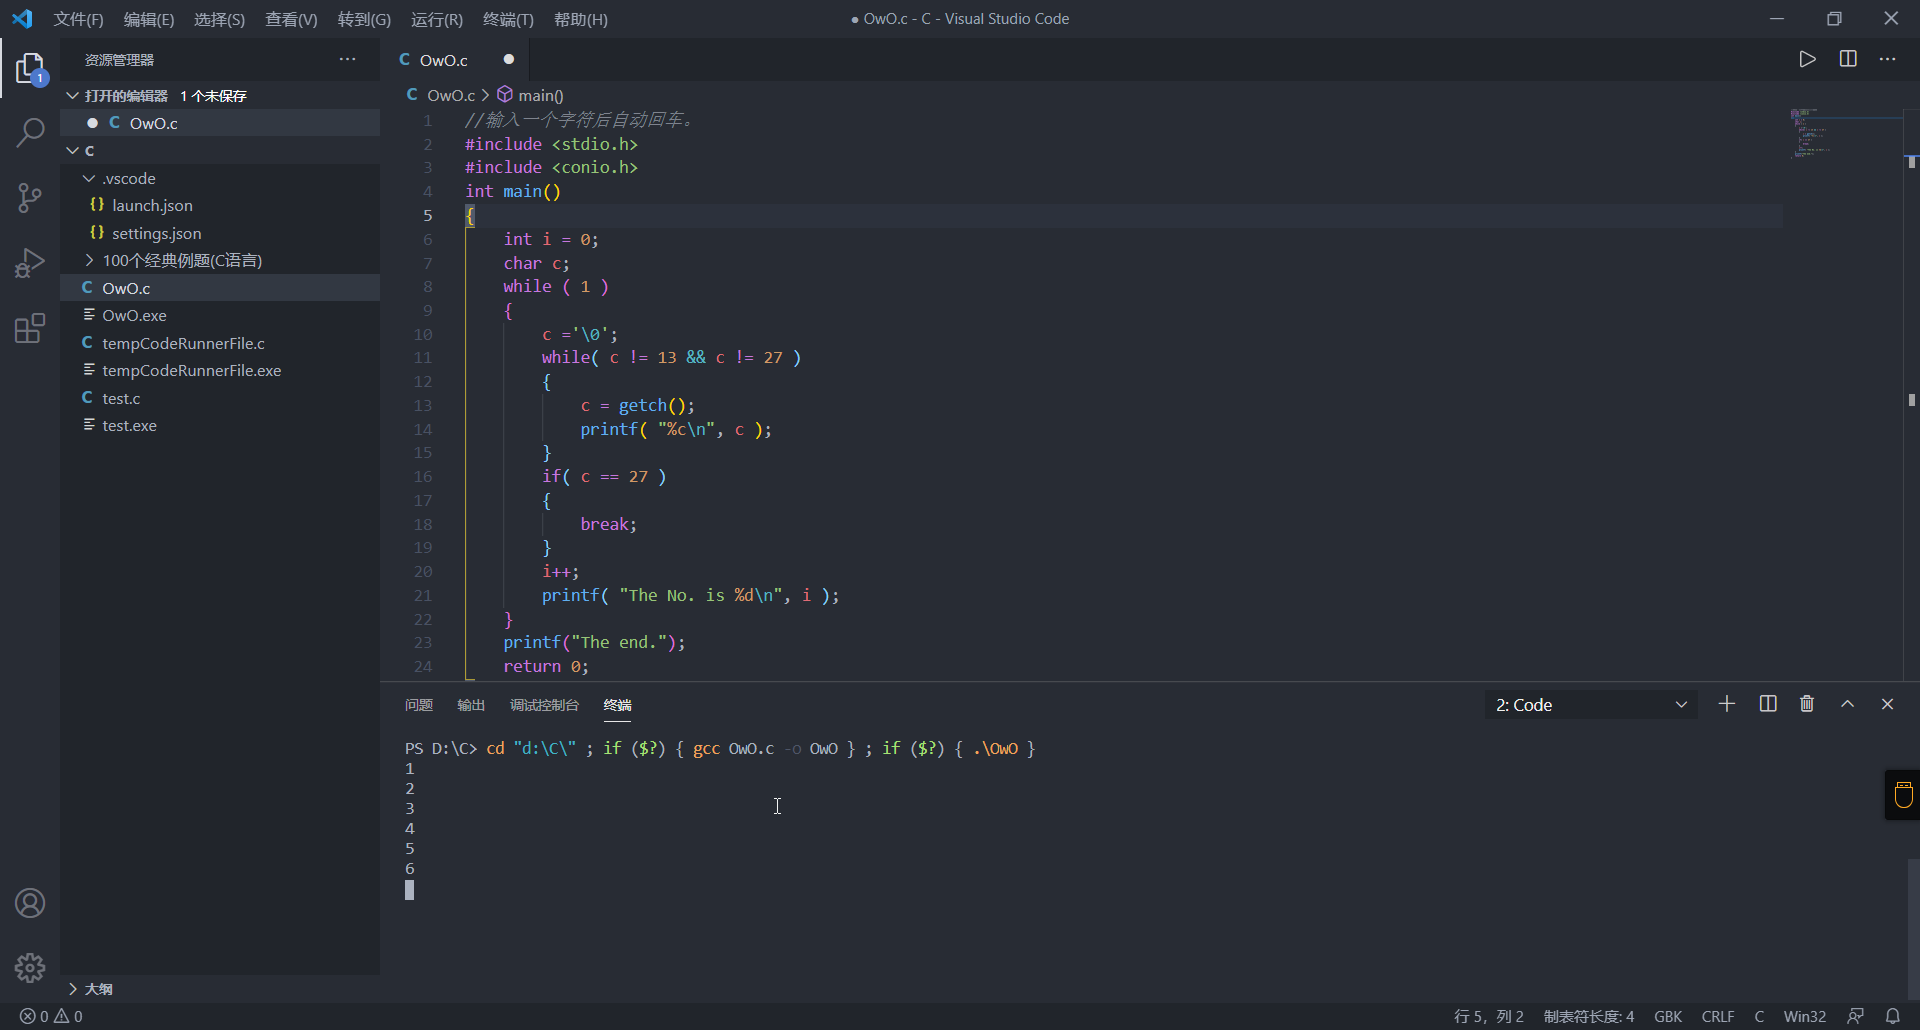 文件(F) 编辑(E) 选择(S) 查看(V) 转到(G) 运行(R) 终端(T) 帮助(H)
● OwO.c - C - Visual Studio Code
资源管理器
1
打开的编辑器 1 个未保存
C OwO.c
C
.vscode
{} launch.json
{} settings.json
100个经典例题(C语言)
C OwO.c
OwO.exe
C tempCodeRunnerFile.c
tempCodeRunnerFile.exe
C test.c
test.exe
大纲
C OwO.c
C OwO.c > main()
1 //输入一个字符后自动回车。
2 #include <stdio.h>
3 #include <conio.h>
4 int main()
5 {
6 int i = 0;
7 char c;
8 while ( 1 )
9 {
10 c ='\0';
11 while( c != 13 && c != 27 )
12 {
13 c = getch();
14 printf( "%c\n", c );
15 }
16 if( c == 27 )
17 {
18 break;
19 }
20 i++;
21 printf( "The No. is %d\n", i );
22 }
23 printf("The end.");
24 return 0;
问题 输出 调试控制台 终端
2: Code
PS D:\C> cd "d:\C\" ; if ($?) { gcc OwO.c -o OwO } ; if ($?) { .\OwO }
1
2
3
4
5
6
0 0
行 5，列 2 制表符长度: 4 GBK CRLF C Win32